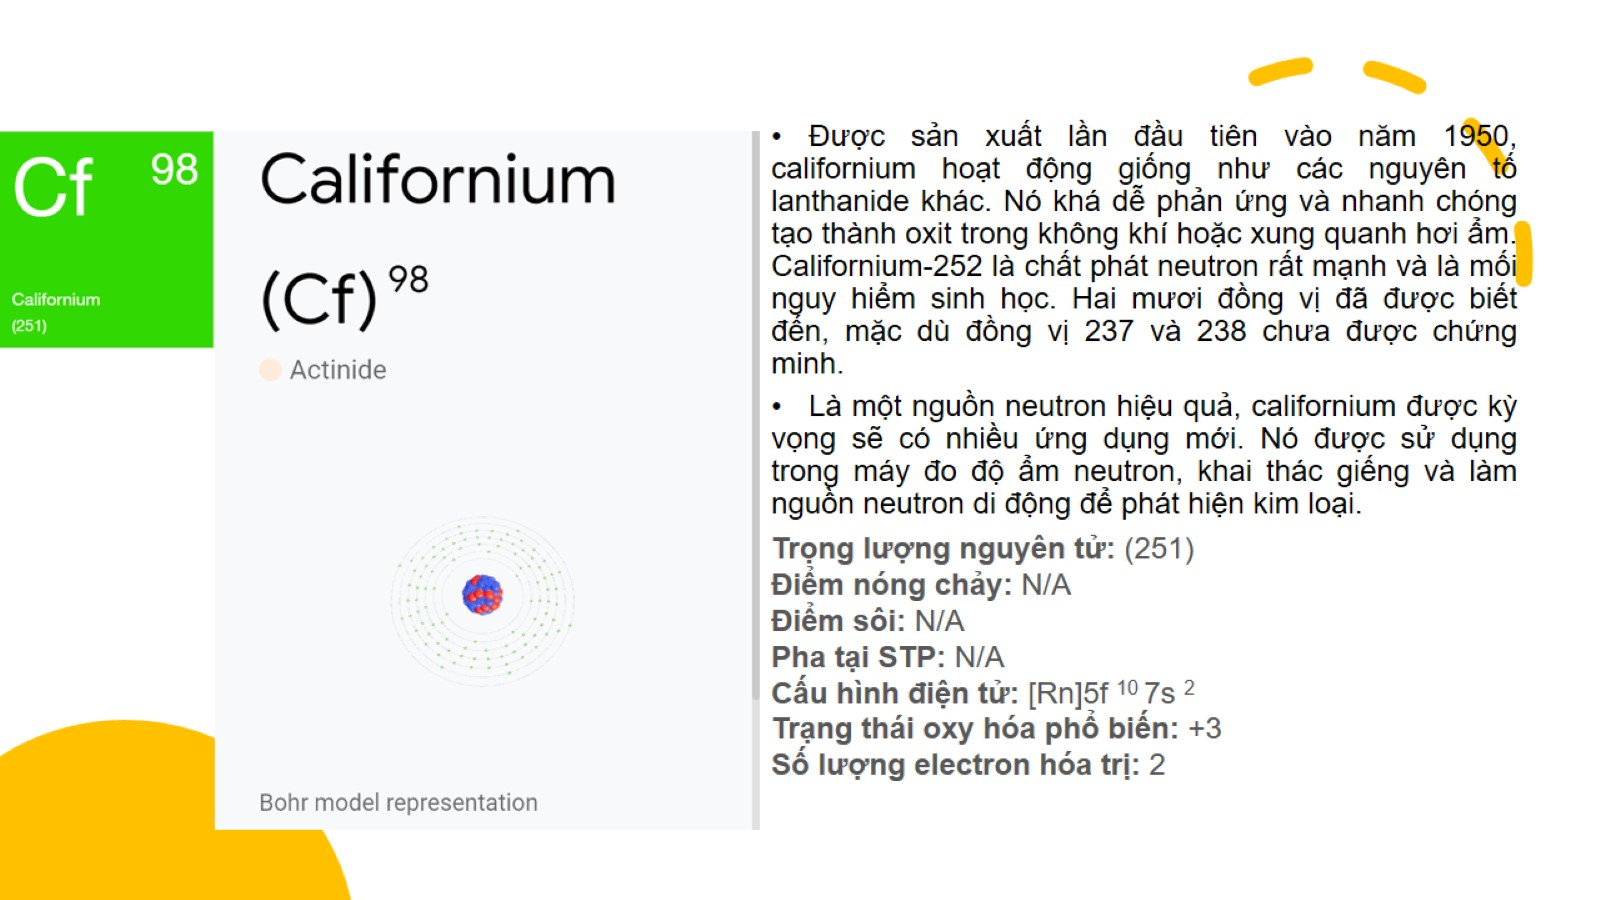 Cf 98
Californium
(251)
Californium
(Cf) 98
Actinide
Bohr model representation
• Được sản xuất lần đầu tiên vào năm 1950,
californium hoạt động giống như các nguyên tố
lanthanide khác. Nó khá dễ phản ứng và nhanh chóng
tạo thành oxit trong không khí hoặc xung quanh hơi ẩm.
Californium-252 là chất phát neutron rất mạnh và là mối
nguy hiểm sinh học. Hai mươi đồng vị đã được biết
đến, mặc dù đồng vị 237 và 238 chưa được chứng
minh.
• Là một nguồn neutron hiệu quả, californium được kỳ
vọng sẽ có nhiều ứng dụng mới. Nó được sử dụng
trong máy đo độ ẩm neutron, khai thác giếng và làm
nguồn neutron di động để phát hiện kim loại.
Trọng lượng nguyên tử: (251)
Điểm nóng chảy: N/A
Điểm sôi: N/A
Pha tại STP: N/A
Cấu hình điện tử: [Rn]5f 10 7s 2
Trạng thái oxy hóa phổ biến: +3
Số lượng electron hóa trị: 2